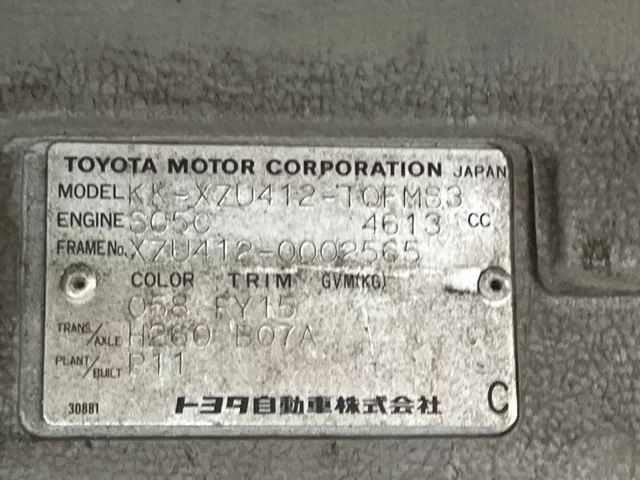 TOYOTA MOTOR CORPORATION JAPAN
MODEL KK-XZU412-TQFMS3
ENGINE S05C 4613 CC
FRAME No. XZU412-0002565
COLOR TRIM GVM(KG)
058 FY15
TRANS/AXLE H260 B07A
PLANT/BUILT P11
30881 トヨタ自動車株式会社 C